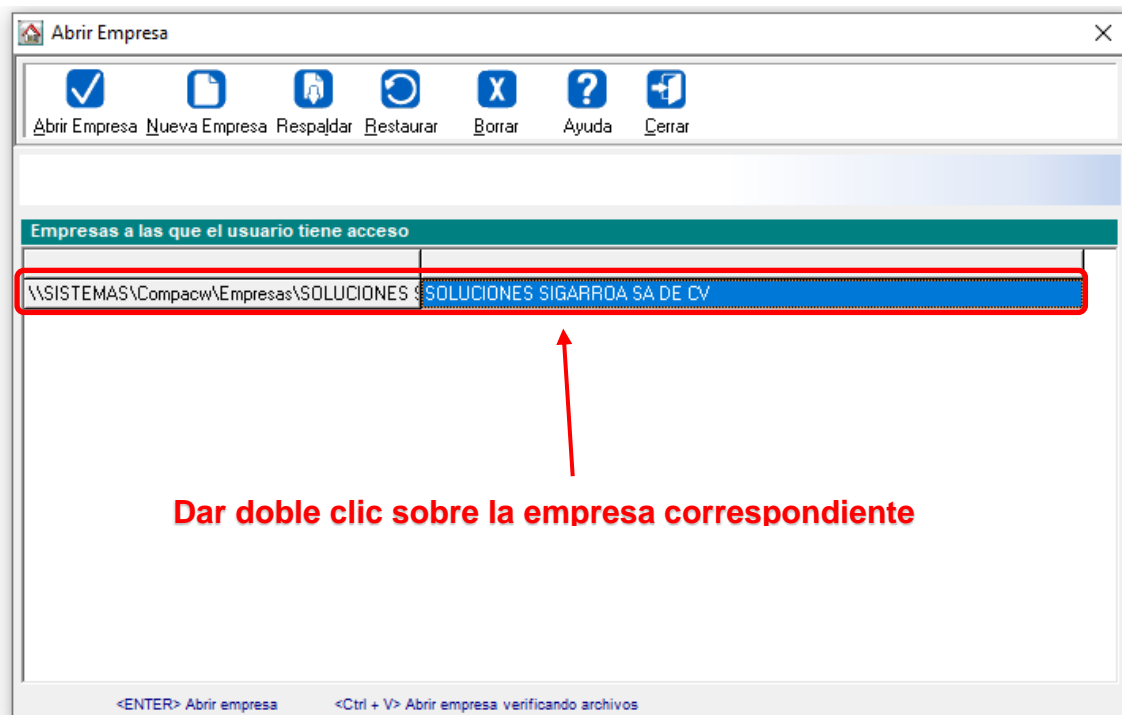 Abrir Empresa
Abrir Empresa Nueva Empresa Respaldar Restaurar Borrar Ayuda Cerrar
Empresas a las que el usuario tiene acceso
\\SISTEMAS\Compacw\Empresas\SOLUCIONES S SOLUCIONES SIGARROA SA DE CV
Dar doble clic sobre la empresa correspondiente
<ENTER> Abrir empresa <Ctrl + V> Abrir empresa verificando archivos